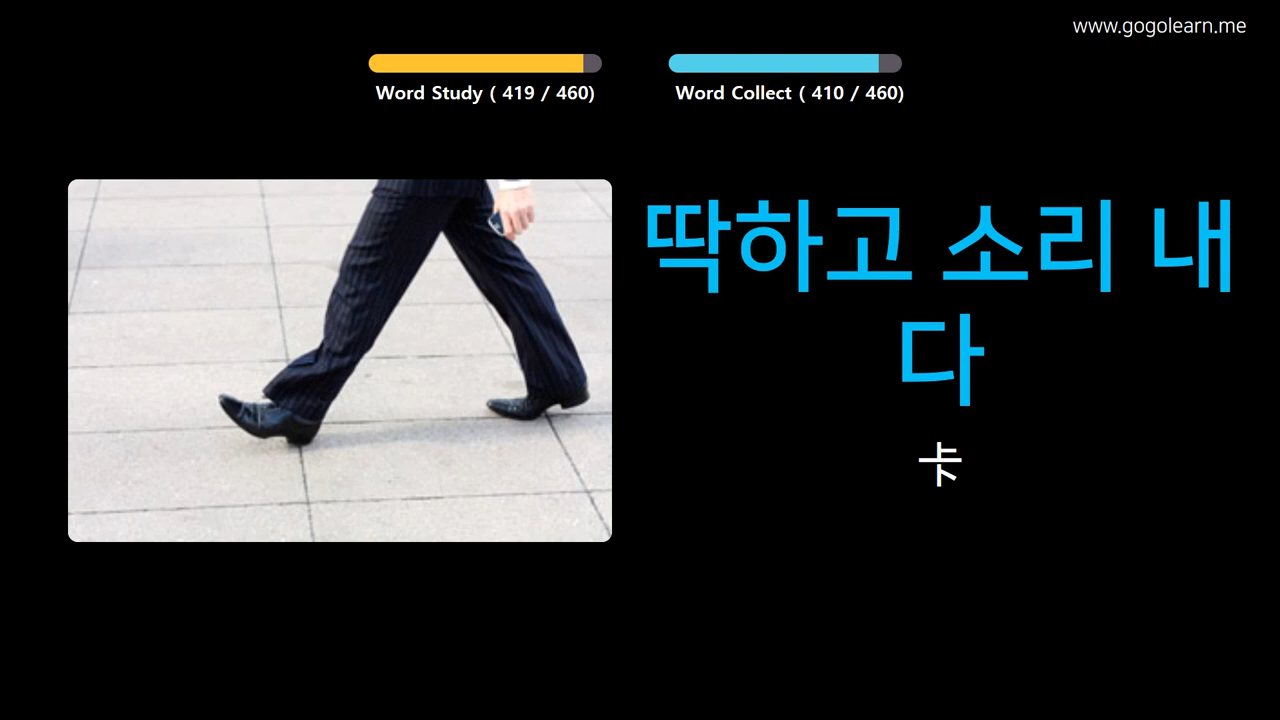 www.gogolearn.me
Word Study ( 419 / 460)
Word Collect ( 410 / 460)
딱하고 소리 내
다
卡